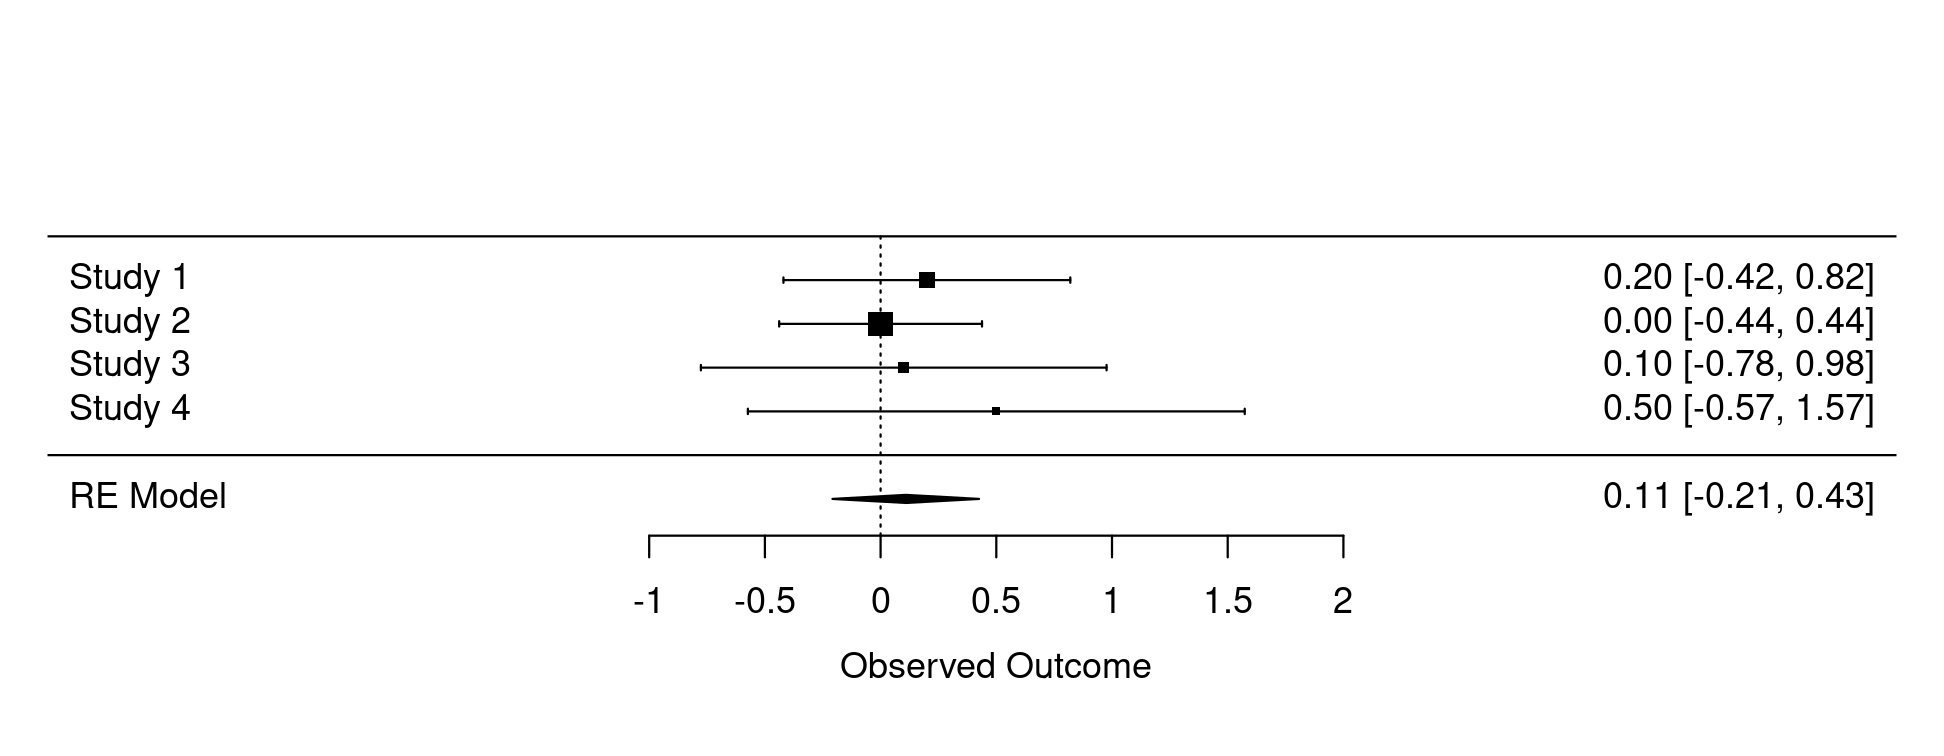 Study 1 0.20 [-0.42, 0.82]
Study 2 0.00 [-0.44, 0.44]
Study 3 0.10 [-0.78, 0.98]
Study 4 0.50 [-0.57, 1.57]
RE Model 0.11 [-0.21, 0.43]
-1 -0.5 0 0.5 1 1.5 2
Observed Outcome